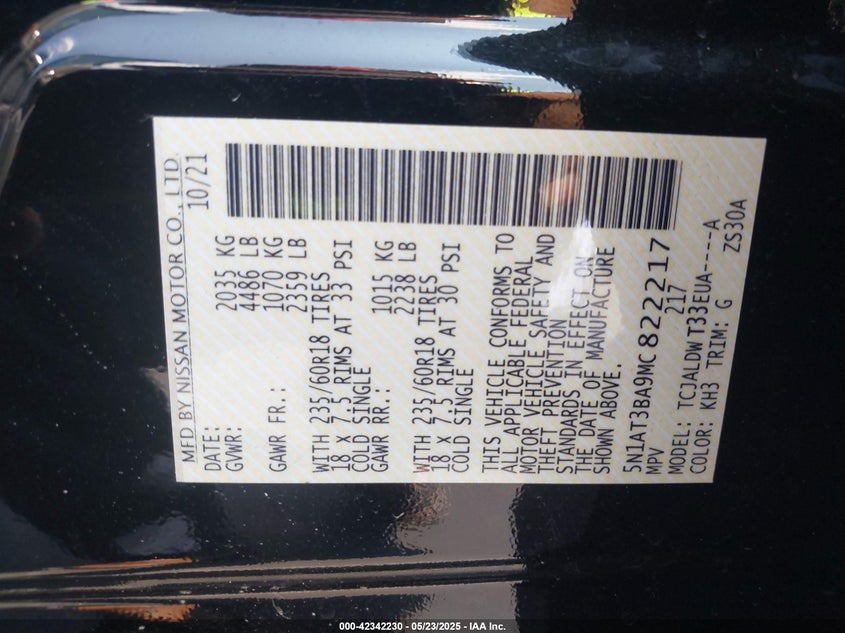 MFD BY NISSAN MOTOR CO., LTD.
DATE: 10/21
GVWR: 2035 KG
4486 LB
GAWR FR.: 1070 KG
2359 LB
WITH 235/60R18 TIRES
18 X 7.5 RIMS AT 33 PSI
COLD SINGLE
GAWR RR.: 1015 KG
2238 LB
WITH 235/60R18 TIRES
18 X 7.5 RIMS AT 30 PSI
COLD SINGLE
THIS VEHICLE CONFORMS TO
ALL APPLICABLE FEDERAL
MOTOR VEHICLE SAFETY AND
THEFT PREVENTION
STANDARDS IN EFFECT ON
THE DATE OF MANUFACTURE
SHOWN ABOVE.
5N1AT3BA9MC822217
MPV 217
MODEL: TCJALDWT33EUA-----A
COLOR: KH3 TRIM: G ZS30A
000-42342230 - 05/23/2025 - IAA Inc.